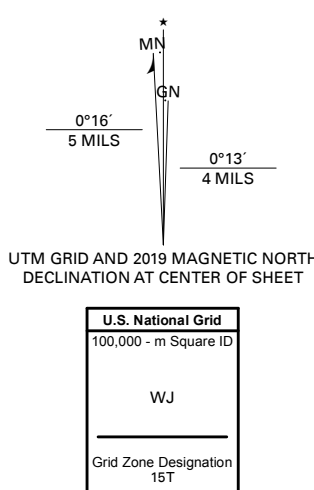 ★
MN
GN
0°16´
5 MILS
0°13´
4 MILS
UTM GRID AND 2019 MAGNETIC NORTH
DECLINATION AT CENTER OF SHEET
U.S. National Grid
100,000 - m Square ID
WJ
Grid Zone Designation
15T